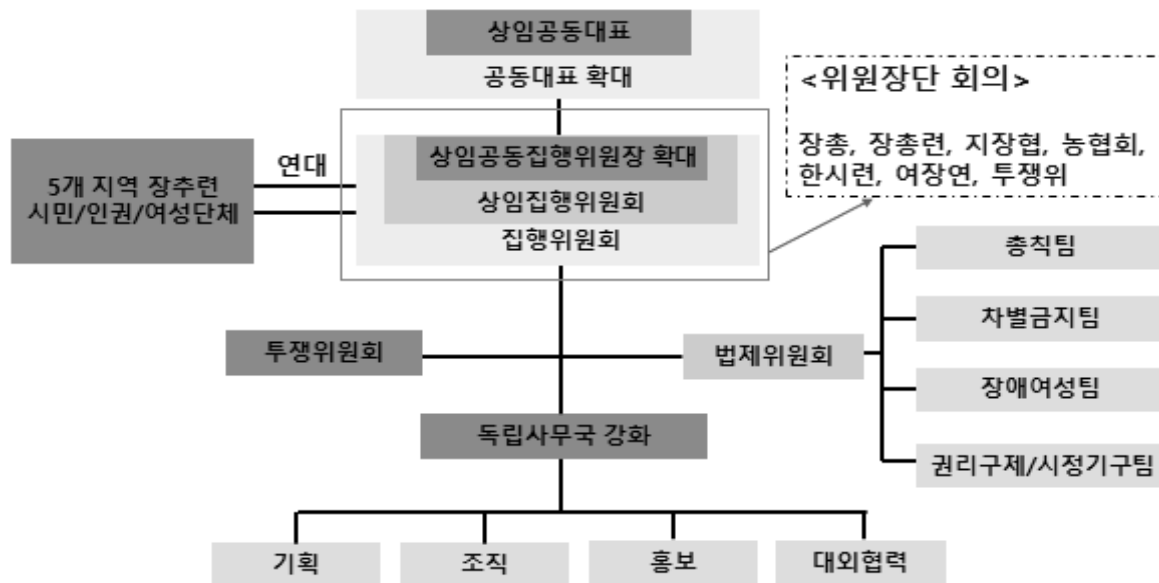 상임공동대표
공동대표 확대
<위원장단 회의>
장총, 장총련, 지장협, 농협회,
한시련, 여장연, 투쟁위
5개 지역 장추련
시민/인권/여성단체
연대
상임공동집행위원장 확대
상임집행위원회
집행위원회
투쟁위원회
법제위원회
총칙팀
차별금지팀
장애여성팀
권리구제/시정기구팀
독립사무국 강화
기획
조직
홍보
대외협력